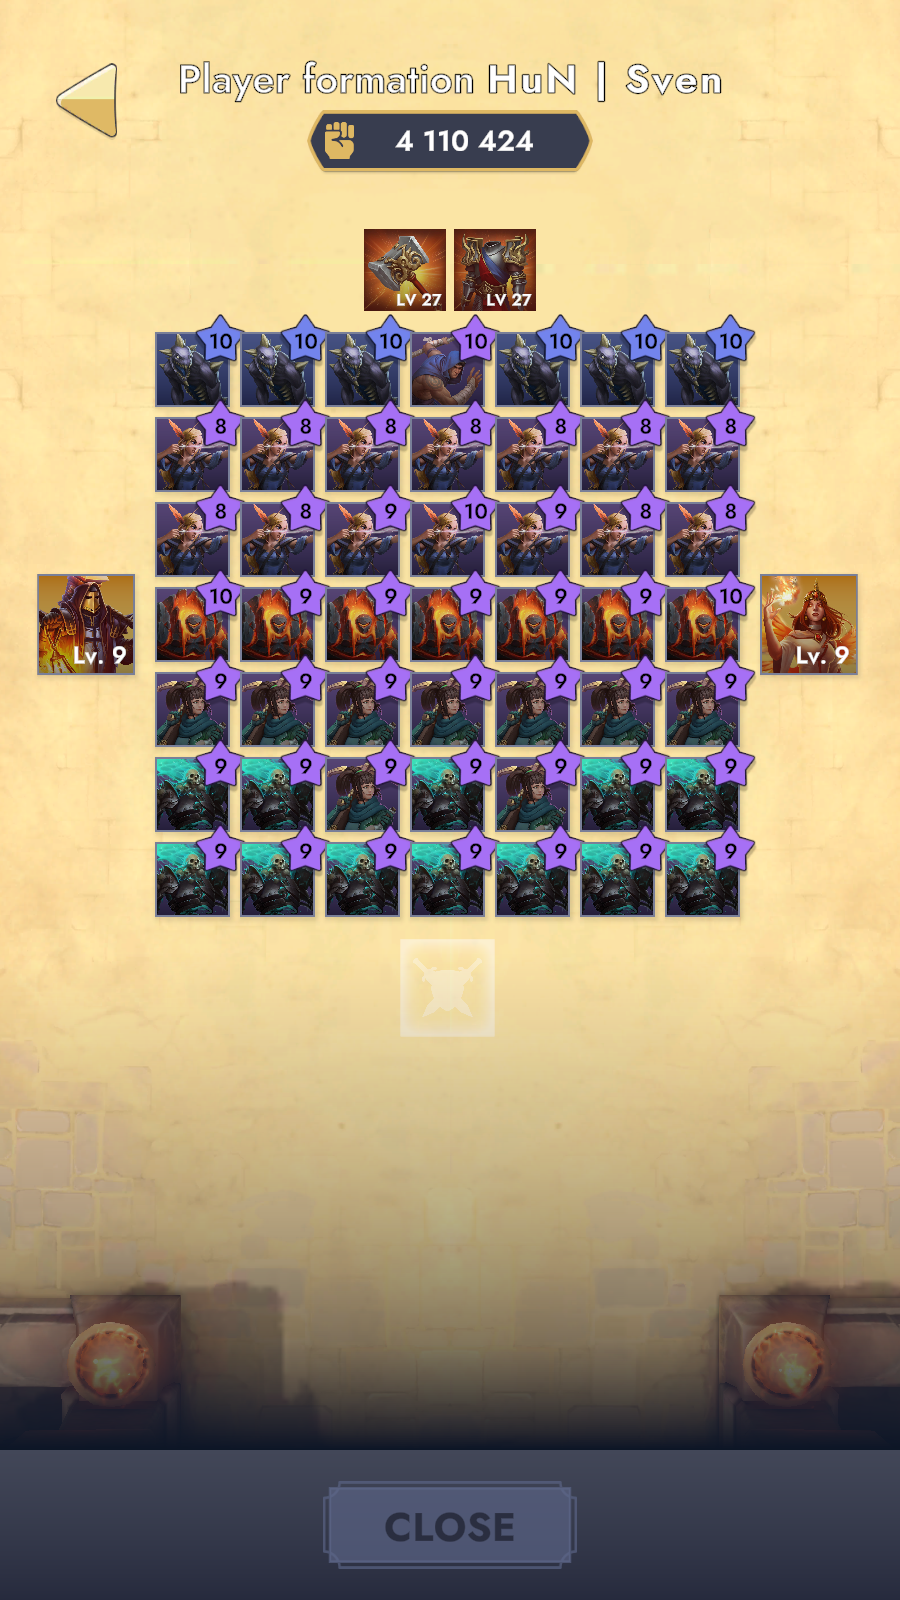 Player formation HuN | Sven
4 110 424
LV 27 LV 27
10 10 10 10 10 10 10
8 8 8 8 8 8 8
8 8 9 10 9 8 8
10 9 9 9 9 9 10
Lv. 9 Lv. 9
9 9 9 9 9 9 9
9 9 9 9 9 9 9
9 9 9 9 9 9 9
CLOSE